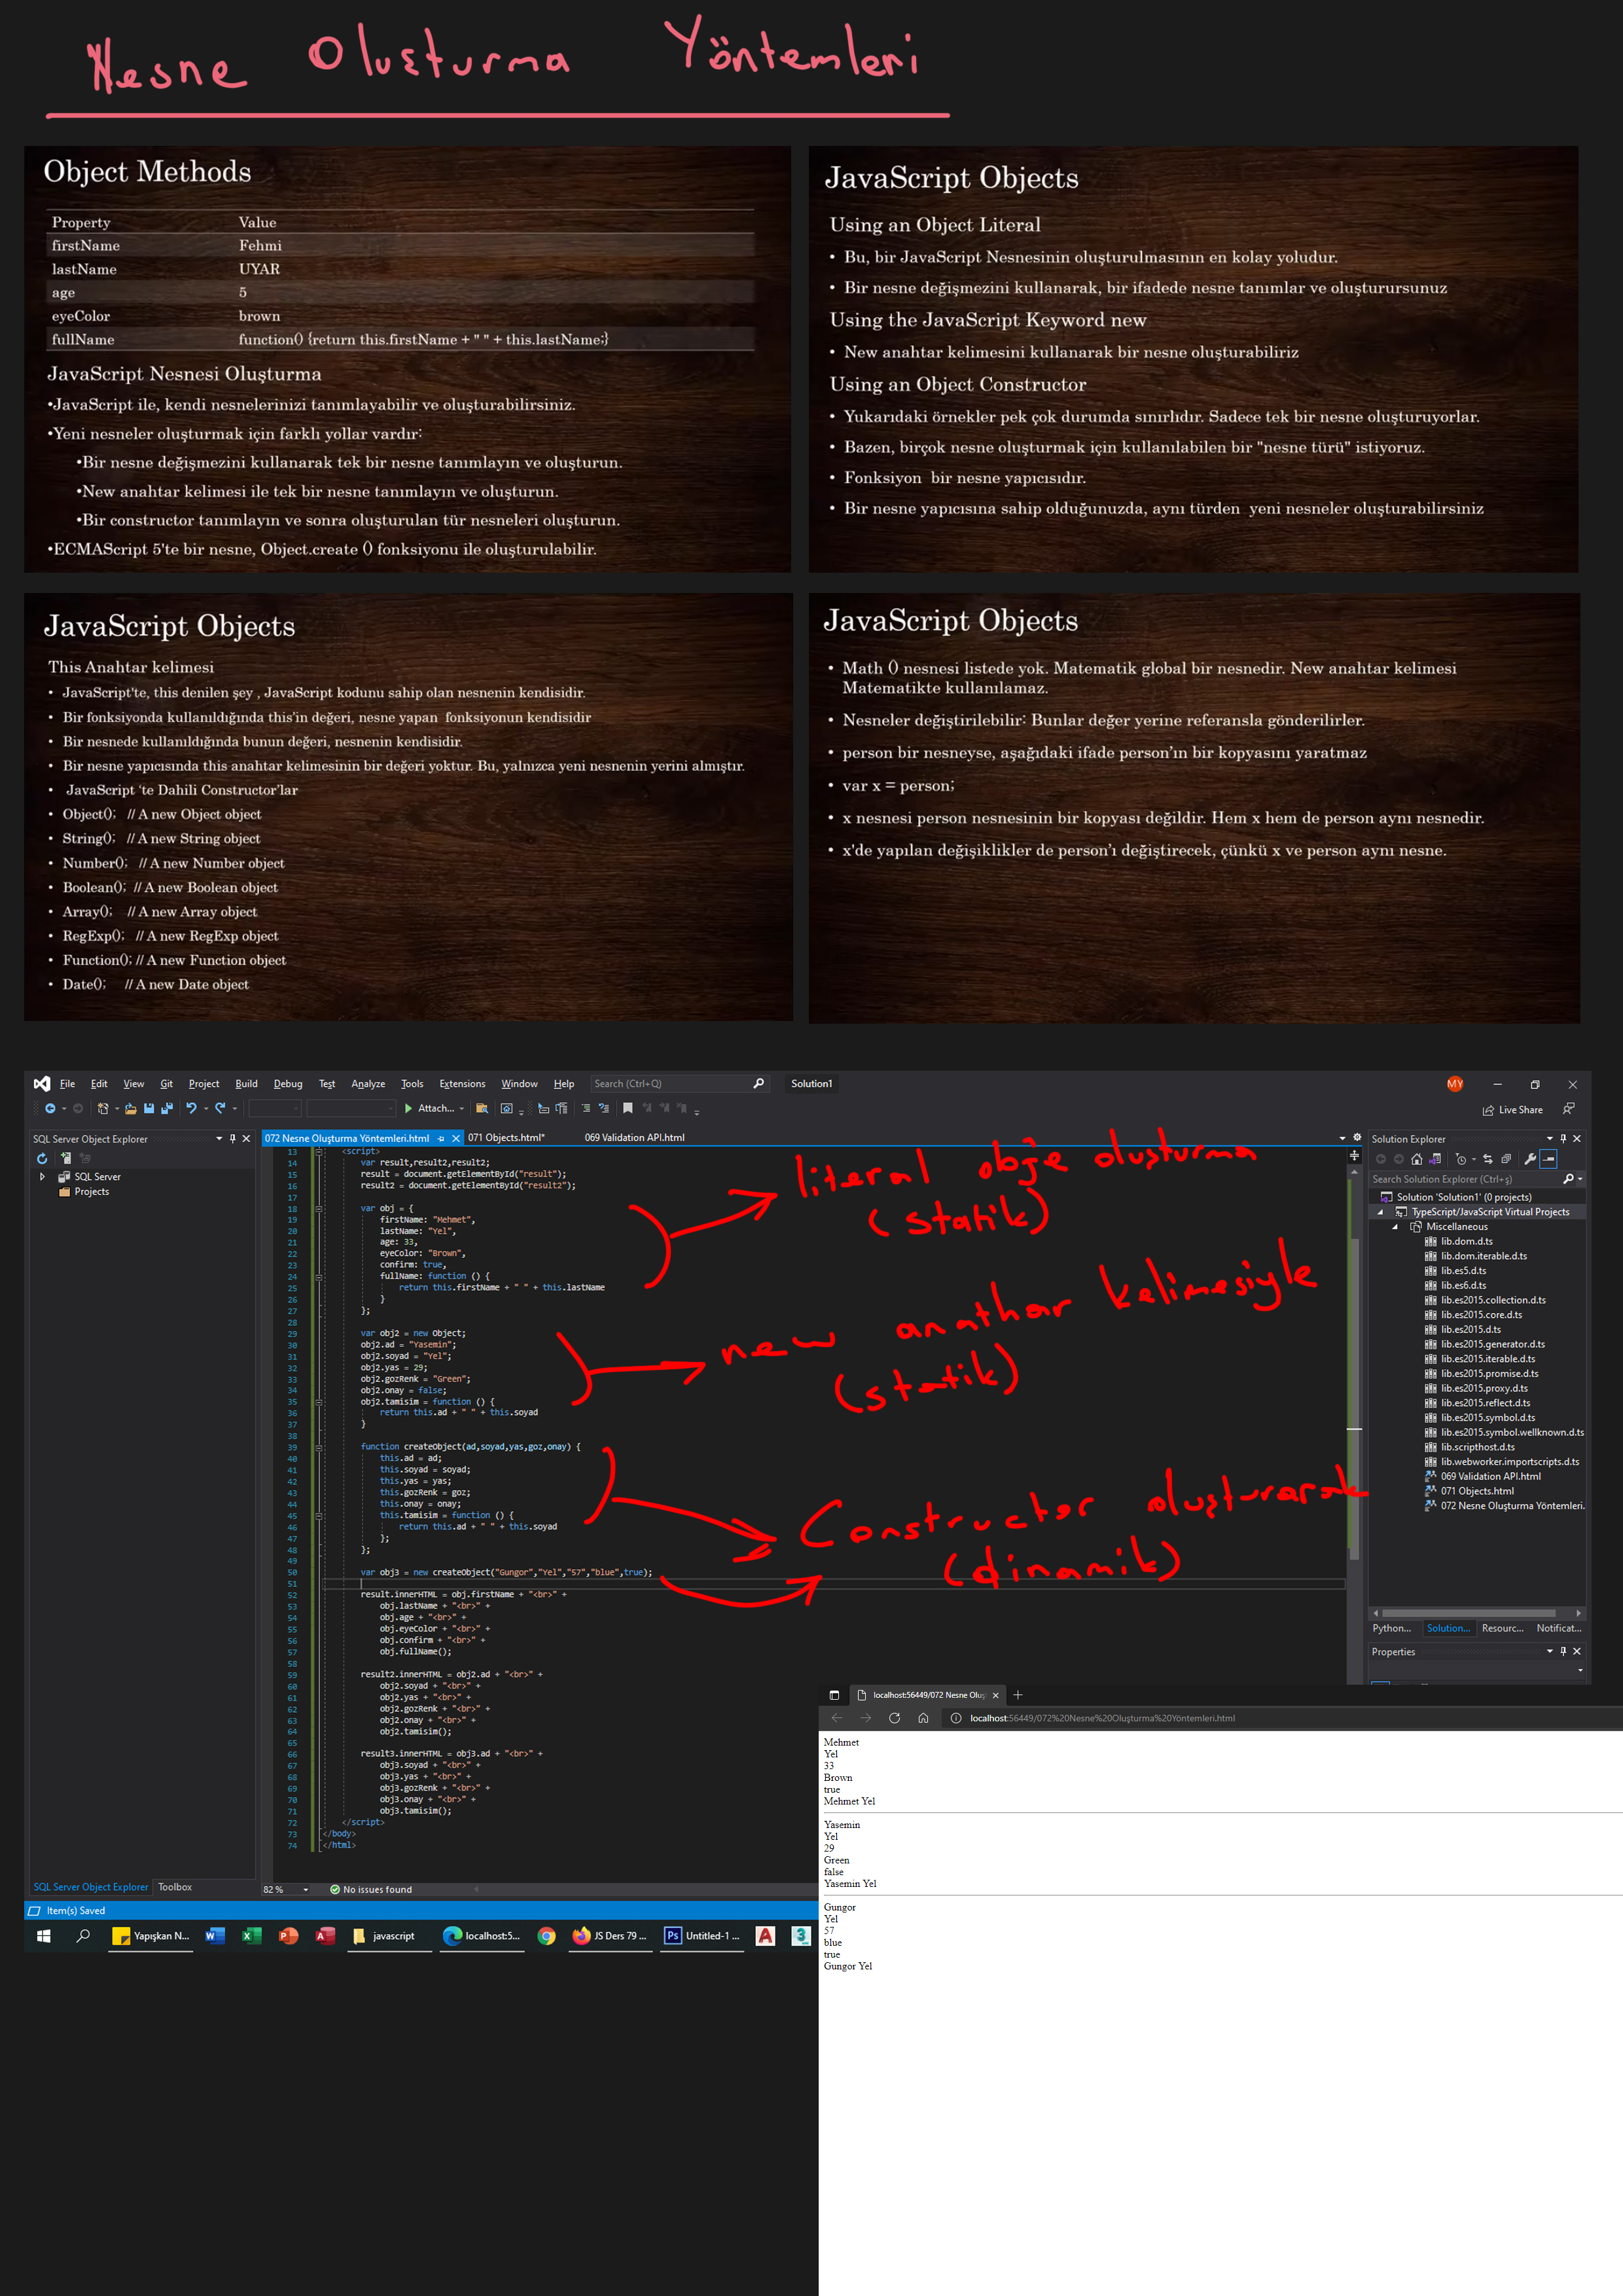 Nesne Oluşturma Yöntemleri
Object Methods
Property Value
firstName Fehmi
lastName UYAR
age 5
eyeColor brown
fullName function() {return this.firstName + " " + this.lastName;}
JavaScript Nesnesi Oluşturma
•JavaScript ile, kendi nesnelerinizi tanımlayabilir ve oluşturabilirsiniz.
•Yeni nesneler oluşturmak için farklı yollar vardır:
•Bir nesne değişmezini kullanarak tek bir nesne tanımlayın ve oluşturun.
•New anahtar kelimesi ile tek bir nesne tanımlayın ve oluşturun.
•Bir constructor tanımlayın ve sonra oluşturulan tür nesneleri oluşturun.
•ECMAScript 5'te bir nesne, Object.create () fonksiyonu ile oluşturulabilir.
JavaScript Objects
Using an Object Literal
• Bu, bir JavaScript Nesnesinin oluşturulmasının en kolay yoludur.
• Bir nesne değişmezini kullanarak, bir ifadede nesne tanımlar ve oluşturursunuz
Using the JavaScript Keyword new
• New anahtar kelimesini kullanarak bir nesne oluşturabiliriz
Using an Object Constructor
• Yukarıdaki örnekler pek çok durumda sınırlıdır. Sadece tek bir nesne oluşturuyorlar.
• Bazen, birçok nesne oluşturmak için kullanılabilen bir "nesne türü" istiyoruz.
• Fonksiyon bir nesne yapıcısıdır.
• Bir nesne yapıcısına sahip olduğunuzda, aynı türden yeni nesneler oluşturabilirsiniz
JavaScript Objects
This Anahtar kelimesi
• JavaScript'te, this denilen şey , JavaScript kodunu sahip olan nesnenin kendisidir.
• Bir fonksiyonda kullanıldığında this'in değeri, nesne yapan fonksiyonun kendisidir
• Bir nesnede kullanıldığında bunun değeri, nesnenin kendisidir.
• Bir nesne yapıcısında this anahtar kelimesinin bir değeri yoktur. Bu, yalnızca yeni nesnenin yerini almıştır.
• JavaScript 'te Dahili Constructor'lar
• Object(); // A new Object object
• String(); // A new String object
• Number(); // A new Number object
• Boolean(); // A new Boolean object
• Array(); // A new Array object
• RegExp(); // A new RegExp object
• Function(); // A new Function object
• Date(); // A new Date object
JavaScript Objects
• Math () nesnesi listede yok. Matematik global bir nesnedir. New anahtar kelimesi
Matematikte kullanılamaz.
• Nesneler değiştirilebilir: Bunlar değer yerine referansla gönderilirler.
• person bir nesneyse, aşağıdaki ifade person'ın bir kopyasını yaratmaz
• var x = person;
• x nesnesi person nesnesinin bir kopyası değildir. Hem x hem de person aynı nesnedir.
• x'de yapılan değişiklikler de person'ı değiştirecek, çünkü x ve person aynı nesne.
File Edit View Git Project Build Debug Test Analyze Tools Extensions Window Help Search (Ctrl+Q) Solution1 MY
Attach... Live Share
SQL Server Object Explorer
SQL Server
Projects
072 Nesne Oluşturma Yöntemleri.html 071 Objects.html* 069 Validation API.html
13 <script>
14 var result,result2,result2;
15 result = document.getElementById("result");
16 result2 = document.getElementById("result2");
17
18 var obj = {
19 firstName: "Mehmet",
20 lastName: "Yel",
21 age: 33,
22 eyeColor: "Brown",
23 confirm: true,
24 fullName: function () {
25 return this.firstName + " " + this.lastName
26 }
27 };
28
29 var obj2 = new Object;
30 obj2.ad = "Yasemin";
31 obj2.soyad = "Yel";
32 obj2.yas = 29;
33 obj2.gozRenk = "Green";
34 obj2.onay = false;
35 obj2.tamisim = function () {
36 return this.ad + " " + this.soyad
37 }
38
39 function createObject(ad,soyad,yas,goz,onay) {
40 this.ad = ad;
41 this.soyad = soyad;
42 this.yas = yas;
43 this.gozRenk = goz;
44 this.onay = onay;
45 this.tamisim = function () {
46 return this.ad + " " + this.soyad
47 };
48 };
49
50 var obj3 = new createObject("Gungor","Yel","57","blue",true);
51
52 result.innerHTML = obj.firstName + "<br>" +
53 obj.lastName + "<br>" +
54 obj.age + "<br>" +
55 obj.eyeColor + "<br>" +
56 obj.confirm + "<br>" +
57 obj.fullName();
58
59 result2.innerHTML = obj2.ad + "<br>" +
60 obj2.soyad + "<br>" +
61 obj2.yas + "<br>" +
62 obj2.gozRenk + "<br>" +
63 obj2.onay + "<br>" +
64 obj2.tamisim();
65
66 result3.innerHTML = obj3.ad + "<br>" +
67 obj3.soyad + "<br>" +
68 obj3.yas + "<br>" +
69 obj3.gozRenk + "<br>" +
70 obj3.onay + "<br>" +
71 obj3.tamisim();
72 </script>
73 </body>
74 </html>
literal obje oluşturma
(statik)
new anathar kelimesiyle
(statik)
Constructor oluşturarak
(dinamik)
Solution Explorer
Search Solution Explorer (Ctrl+ş)
Solution 'Solution1' (0 projects)
TypeScript/JavaScript Virtual Projects
Miscellaneous
lib.dom.d.ts
lib.dom.iterable.d.ts
lib.es5.d.ts
lib.es6.d.ts
lib.es2015.collection.d.ts
lib.es2015.core.d.ts
lib.es2015.d.ts
lib.es2015.generator.d.ts
lib.es2015.iterable.d.ts
lib.es2015.promise.d.ts
lib.es2015.proxy.d.ts
lib.es2015.reflect.d.ts
lib.es2015.symbol.d.ts
lib.es2015.symbol.wellknown.d.ts
lib.scripthost.d.ts
lib.webworker.importscripts.d.ts
069 Validation API.html
071 Objects.html
072 Nesne Oluşturma Yöntemleri.
Python... Solution... Resourc... Notificat...
Properties
SQL Server Object Explorer Toolbox
82 % No issues found
Item(s) Saved
Yapışkan N... javascript localhost:5... JS Ders 79 ... Untitled-1 ...
localhost:56449/072 Nesne Oluş
localhost:56449/072%20Nesne%20Oluşturma%20Yöntemleri.html
Mehmet
Yel
33
Brown
true
Mehmet Yel
Yasemin
Yel
29
Green
false
Yasemin Yel
Gungor
Yel
57
blue
true
Gungor Yel